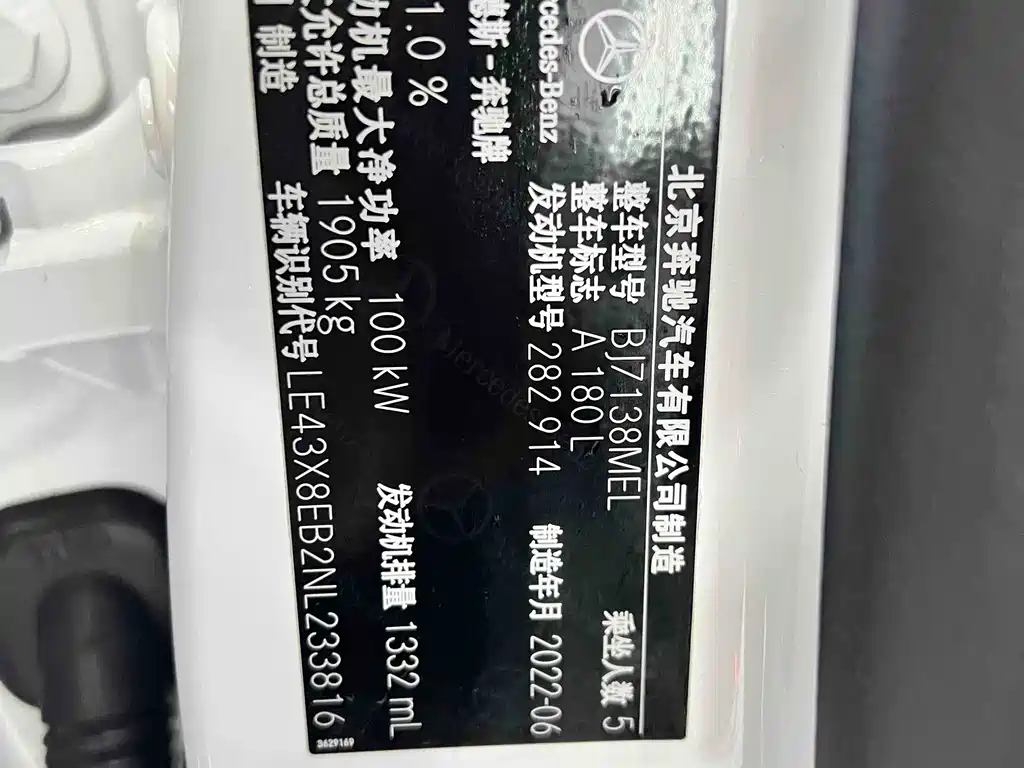 北京奔驰汽车有限公司制造
Mercedes-Benz
整车型号 BJ7138MEL 乘坐人数 5
整车标志 A 180 L
发动机型号 282 914 制造年月 2022-06
德斯-奔驰牌
1.0 %
动机最大净功率 100 kW 发动机排量 1332 mL
允许总质量 1905 kg
制造 车辆识别代号 LE43X8EB2NL233816
S629169